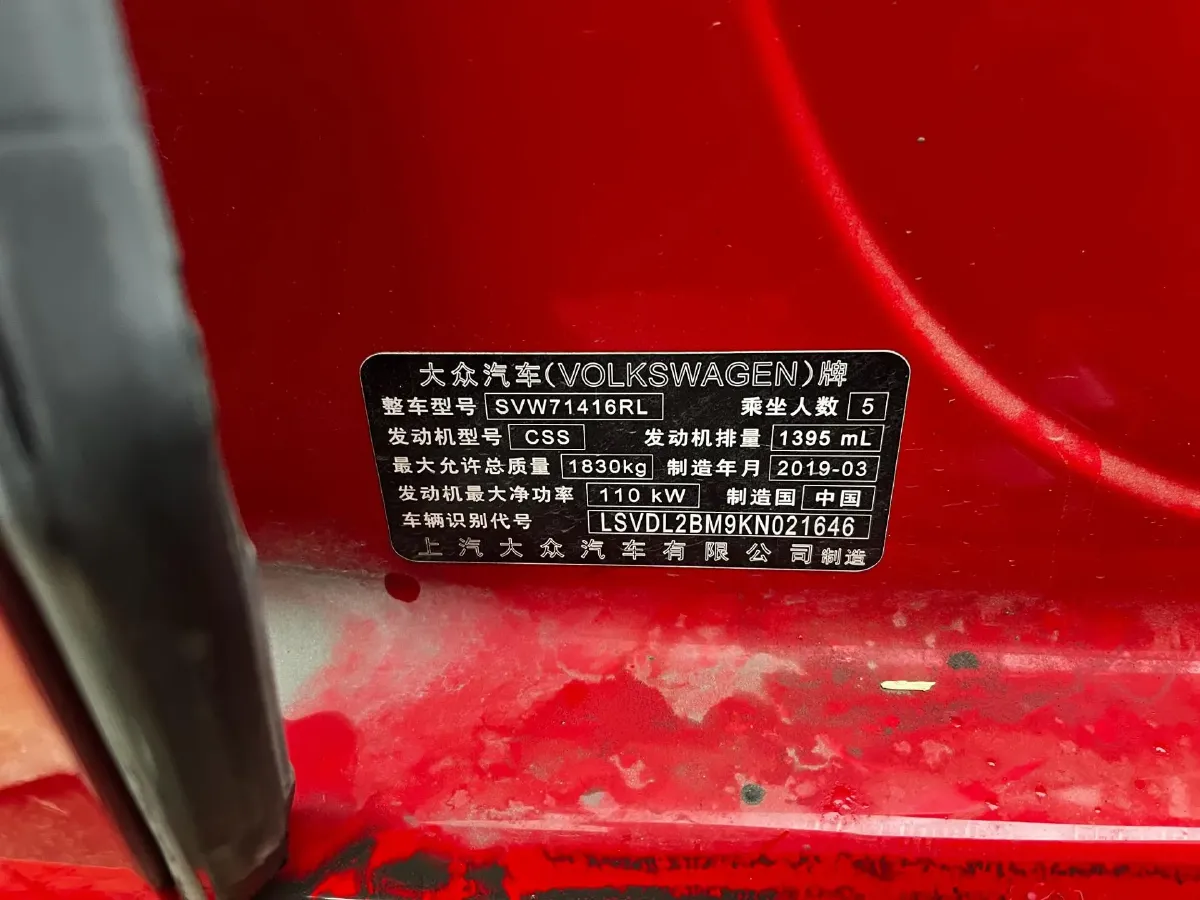 大众汽车(VOLKSWAGEN)牌
整车型号 SVW71416RL 乘坐人数 5
发动机型号 CSS 发动机排量 1395 mL
最大允许总质量 1830kg 制造年月 2019-03
发动机最大净功率 110 kW 制造国 中国
车辆识别代号 LSVDL2BM9KN021646
上汽大众汽车有限公司制造